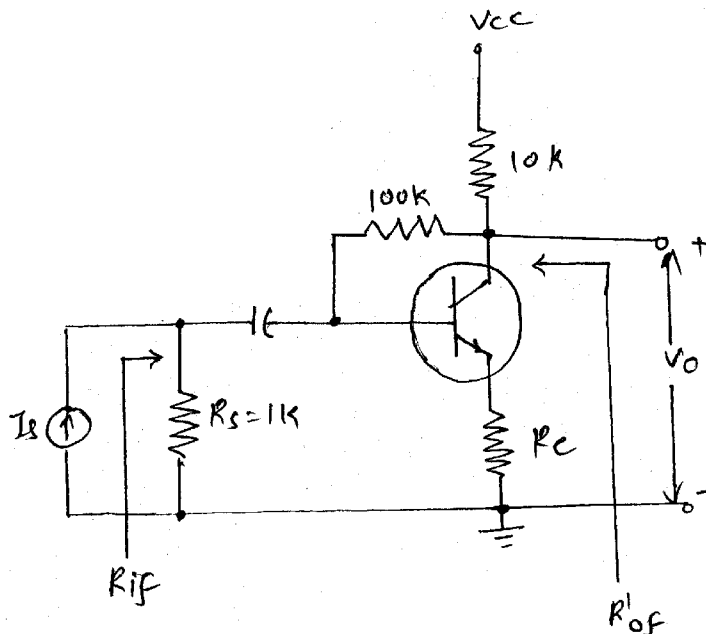 Vcc
10k
100k
+
Is
Rs=1k
Re
Vo
-
Rif
R'of